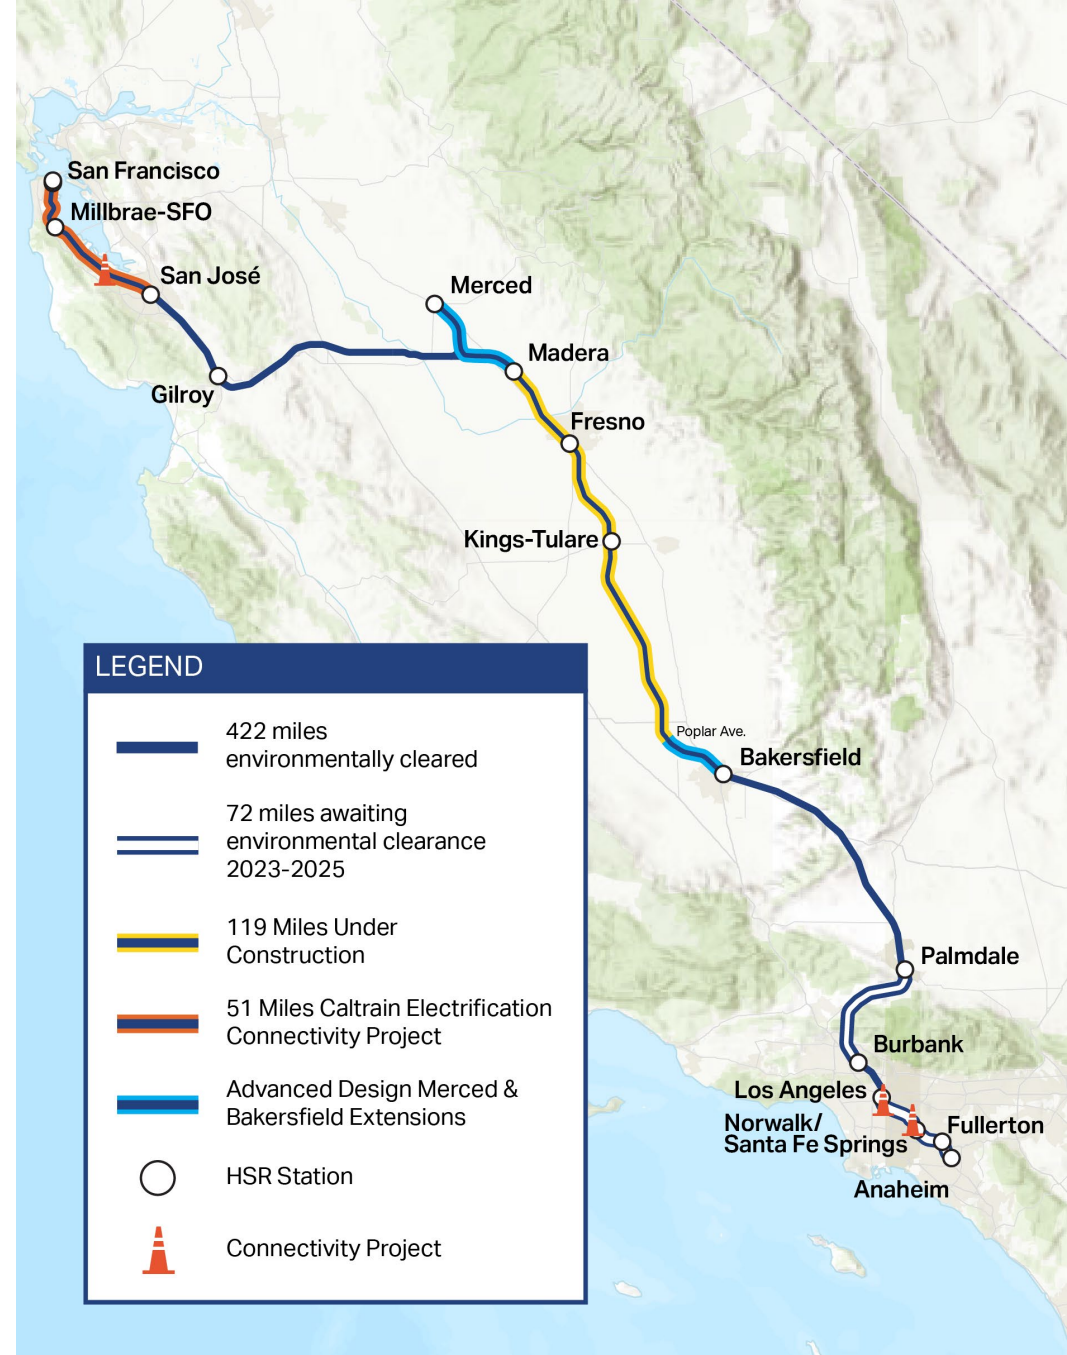 San Francisco
Millbrae-SFO
San José
Merced
Madera
Gilroy
Fresno
Kings-Tulare
LEGEND
422 miles
environmentally cleared
72 miles awaiting
environmental clearance
2023-2025
119 Miles Under
Construction
51 Miles Caltrain Electrification
Connectivity Project
Advanced Design Merced &
Bakersfield Extensions
HSR Station
Connectivity Project
Poplar Ave.
Bakersfield
Palmdale
Burbank
Los Angeles
Norwalk/
Santa Fe Springs
Fullerton
Anaheim